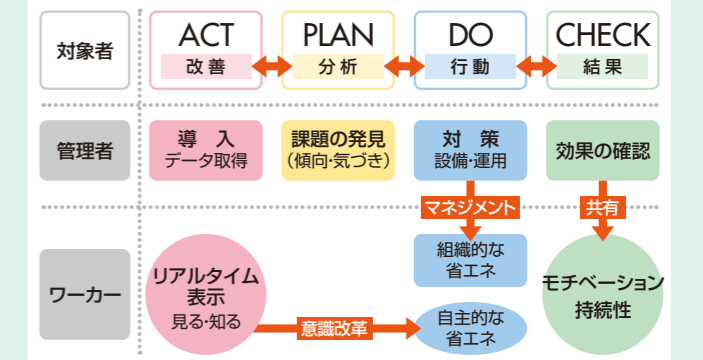 対象者
ACT
改善
PLAN
分析
DO
行動
CHECK
結果
管理者
導 入
データ取得
課題の発見
(傾向・気づき)
対 策
設備・運用
効果の確認
マネジメント
共有
ワーカー
リアルタイム
表示
見る・知る
意識改革
組織的な
省エネ
自主的な
省エネ
モチベーション
持続性